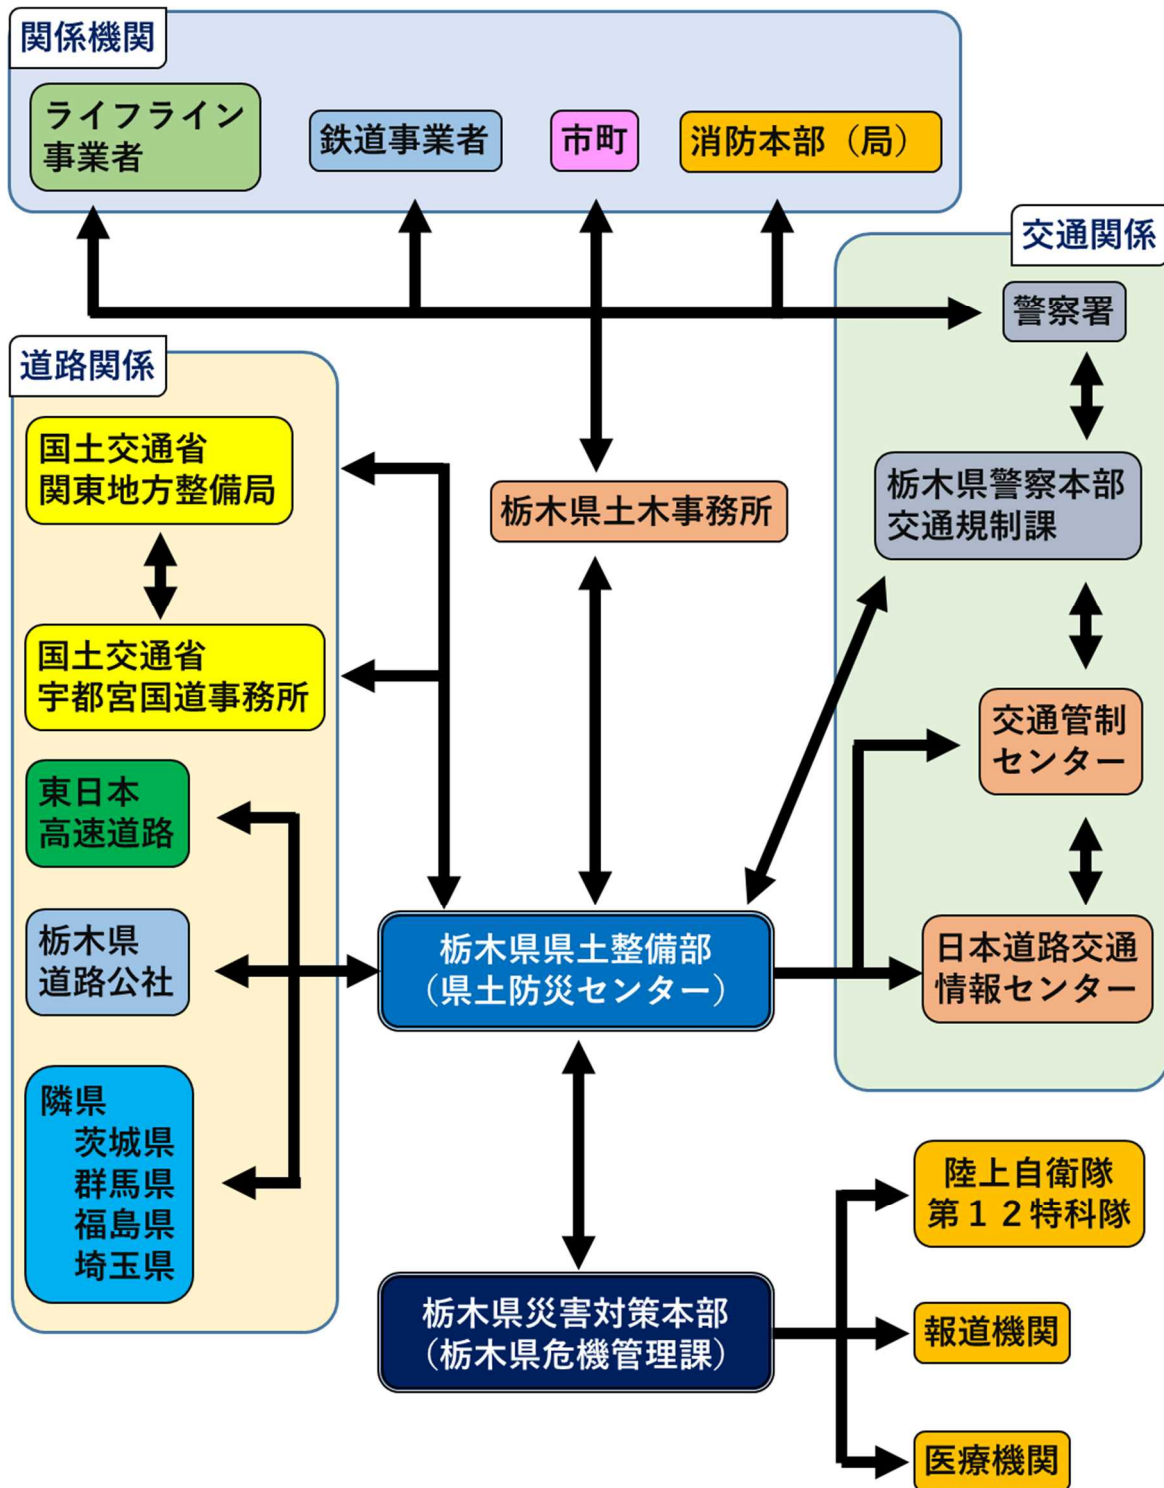 関係機関
ライフライン
事業者
鉄道事業者
市町
消防本部（局）
交通関係
警察署
道路関係
国土交通省
関東地方整備局
栃木県土木事務所
栃木県警察本部
交通規制課
国土交通省
宇都宮国道事務所
交通管制
センター
東日本
高速道路
栃木県
道路公社
栃木県県土整備部
（県土防災センター）
日本道路交通
情報センター
隣県
茨城県
群馬県
福島県
埼玉県
陸上自衛隊
第１２特科隊
栃木県災害対策本部
（栃木県危機管理課）
報道機関
医療機関